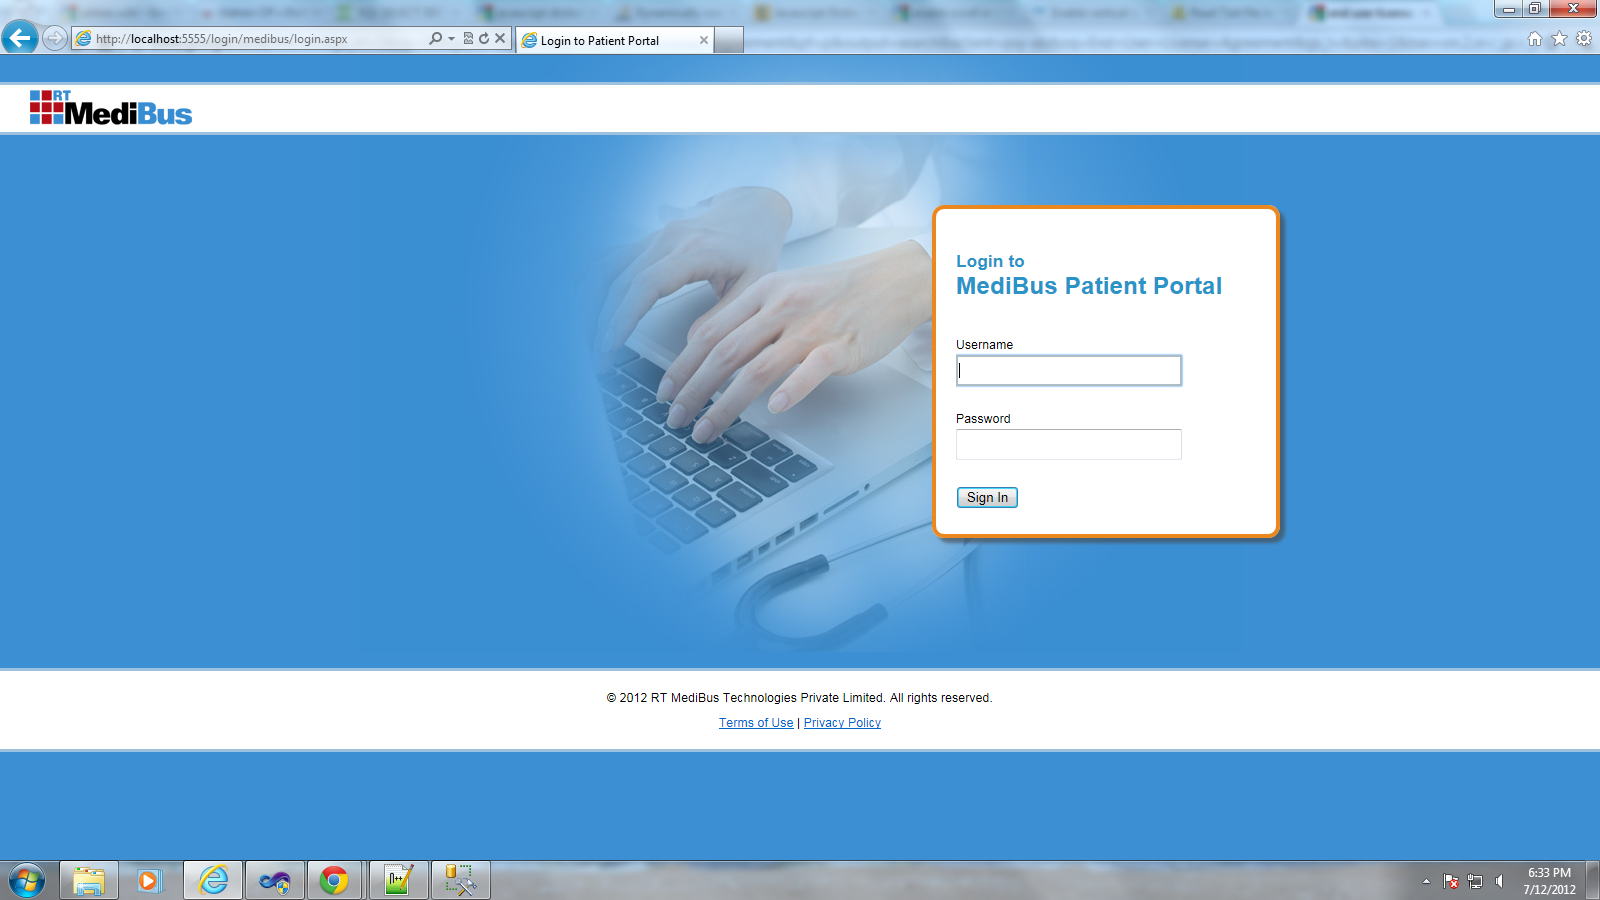 http://localhost:5555/login/medibus/login.aspx
Login to Patient Portal
RT
MediBus
Login to
MediBus Patient Portal
Username
Password
Sign In
© 2012 RT MediBus Technologies Private Limited. All rights reserved.
Terms of Use | Privacy Policy
6:33 PM
7/12/2012